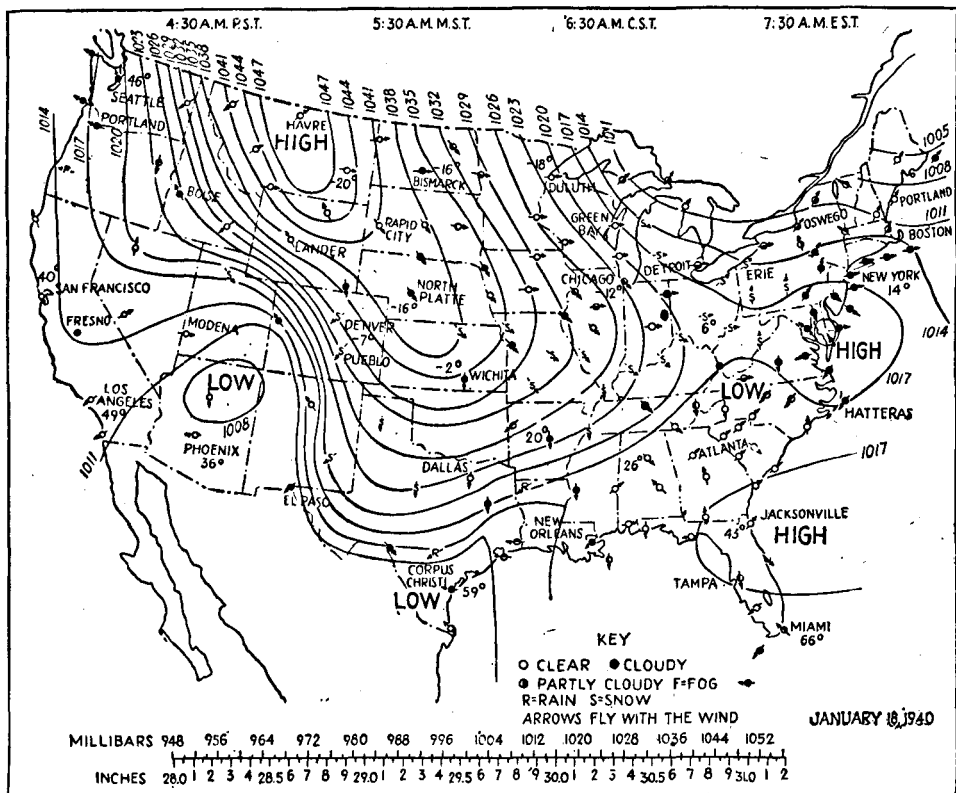 4:30 A.M. P.S.T. 5:30 A.M. M.S.T. 6:30 A.M. C.S.T. 7:30 A.M. EST.
1023 1026 1038 1041 1044 1047 1047 1044 1041 1038 1035 1032 1029 1026 1023 1020 1017 1014 1011
46°
SEATTLE
PORTLAND
1014 1017 1020
HAVRE
HIGH
-20°
-16°
BISMARCK
-18°
DULUTH
1005
1008
PORTLAND
1011
BOSTON
BOISE
LANDER
RAPID CITY
GREEN BAY
OSWEGO
40°
SAN FRANCISCO
NORTH PLATTE
-16°
CHICAGO
12°
DETROIT
ERIE
NEW YORK
14°
FRESNO
MODENA
DENVER
-7°
PUEBLO
-2°
WICHITA
6°
HIGH
1014
1017
LOW
LOW
HATTERAS
LOS ANGELES
49°
1008
PHOENIX
36°
1011
20°
DALLAS
26°
ATLANTA
1017
EL PASO
R
NEW ORLEANS
45°
JACKSONVILLE
HIGH
R
CORPUS CHRISTI
59°
LOW
TAMPA
MIAMI
66°
KEY
CLEAR CLOUDY
PARTLY CLOUDY F=FOG
R=RAIN S=SNOW
ARROWS FLY WITH THE WIND
JANUARY 18, 1940
MILLIBARS 948 956 964 972 980 988 996 1004 1012 1020 1028 1036 1044 1052
INCHES 28.0 1 2 3 4 28.5 6 7 8 9 29.0 1 2 3 4 29.5 6 7 8 9 30.0 1 2 3 4 30.5 6 7 8 9 31.0 1 2